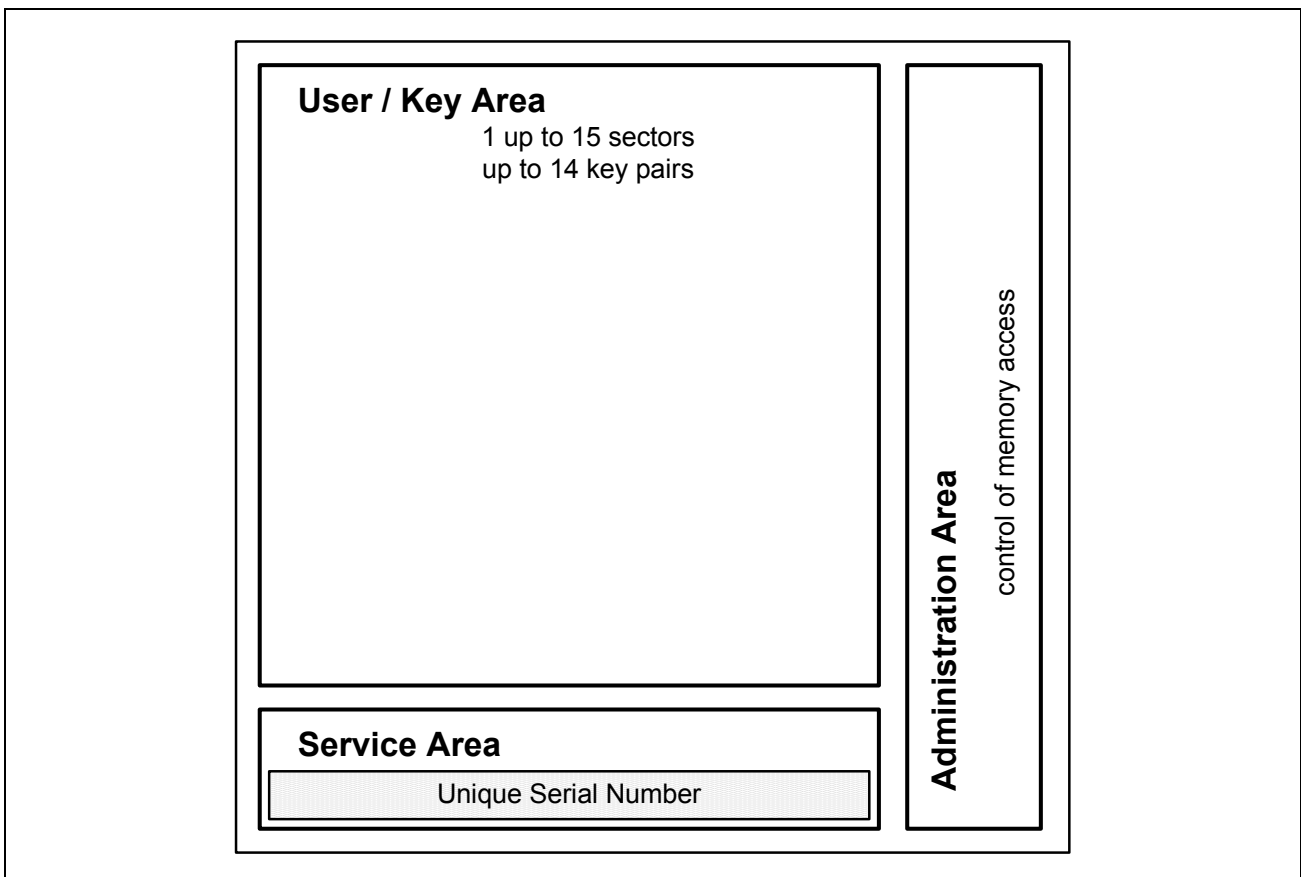 User / Key Area
1 up to 15 sectors
up to 14 key pairs
Service Area
Unique Serial Number
Administration Area
control of memory access